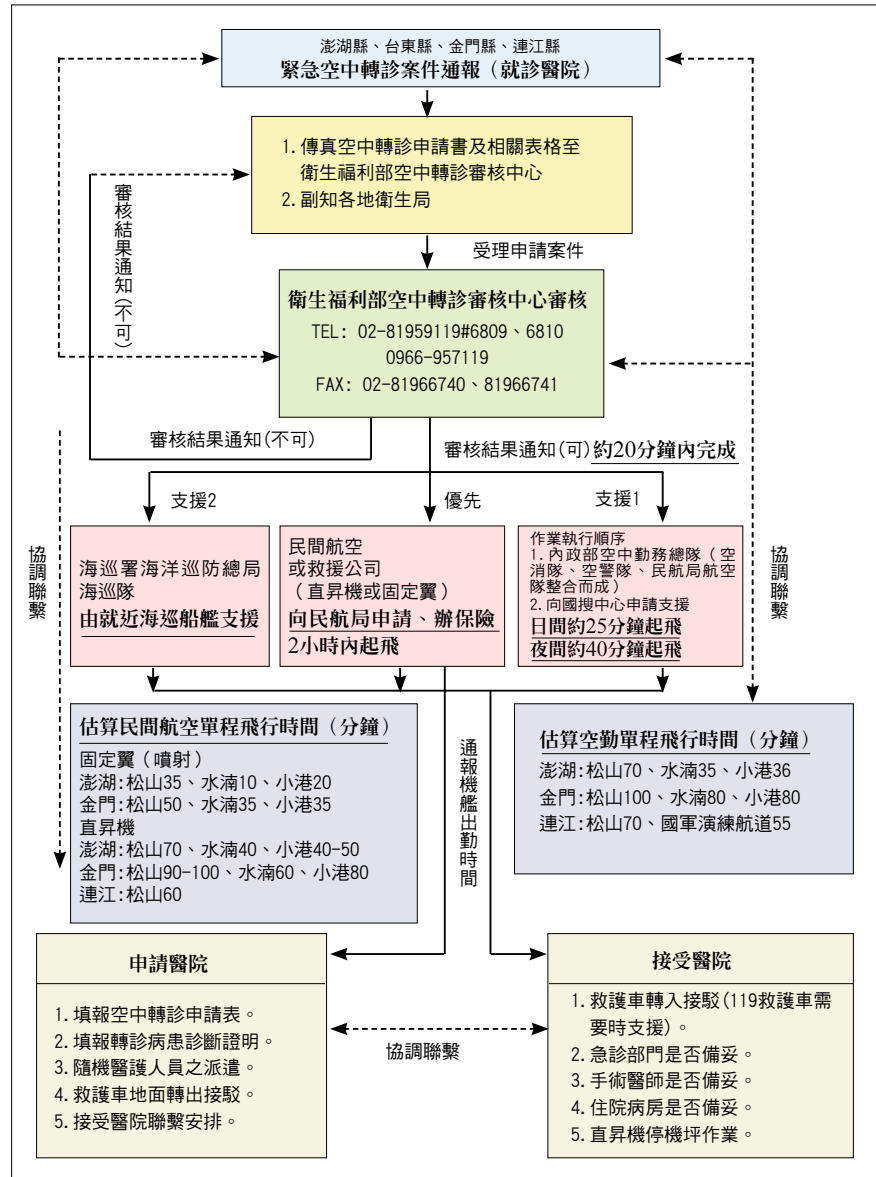 澎湖縣、台東縣、金門縣、連江縣
緊急空中轉診案件通報（就診醫院）
1.傳真空中轉診申請書及相關表格至
衛生福利部空中轉診審核中心
2.副知各地衛生局
審核結果通知(不可)
受理申請案件
衛生福利部空中轉診審核中心審核
TEL: 02-81959119#6809、6810
0966-957119
FAX: 02-81966740、81966741
審核結果通知(不可)
審核結果通知(可)約20分鐘內完成
支援2
優先
支援1
協調聯繫
海巡署海洋巡防總局
海巡隊
由就近海巡船艦支援
民間航空
或救援公司
（直昇機或固定翼）
向民航局申請、辦保險
2小時內起飛
作業執行順序
1.內政部空中勤務總隊（空
消隊、空警隊、民航局航空
隊整合而成）
2.向國搜中心申請支援
日間約25分鐘起飛
夜間約40分鐘起飛
協調聯繫
估算民間航空單程飛行時間（分鐘）
固定翼（噴射）
澎湖:松山35、水湳10、小港20
金門:松山50、水湳35、小港35
直昇機
澎湖:松山70、水湳40、小港40-50
金門:松山90-100、水湳60、小港80
連江:松山60
通報機艦出勤時間
估算空勤單程飛行時間（分鐘）
澎湖:松山70、水湳35、小港36
金門:松山100、水湳80、小港80
連江:松山70、國軍演練航道55
申請醫院
1.填報空中轉診申請表。
2.填報轉診病患診斷證明。
3.隨機醫護人員之派遣。
4.救護車地面轉出接駁。
5.接受醫院聯繫安排。
協調聯繫
接受醫院
1.救護車轉入接駁(119救護車需
要時支援)。
2.急診部門是否備妥。
3.手術醫師是否備妥。
4.住院病房是否備妥。
5.直昇機停機坪作業。